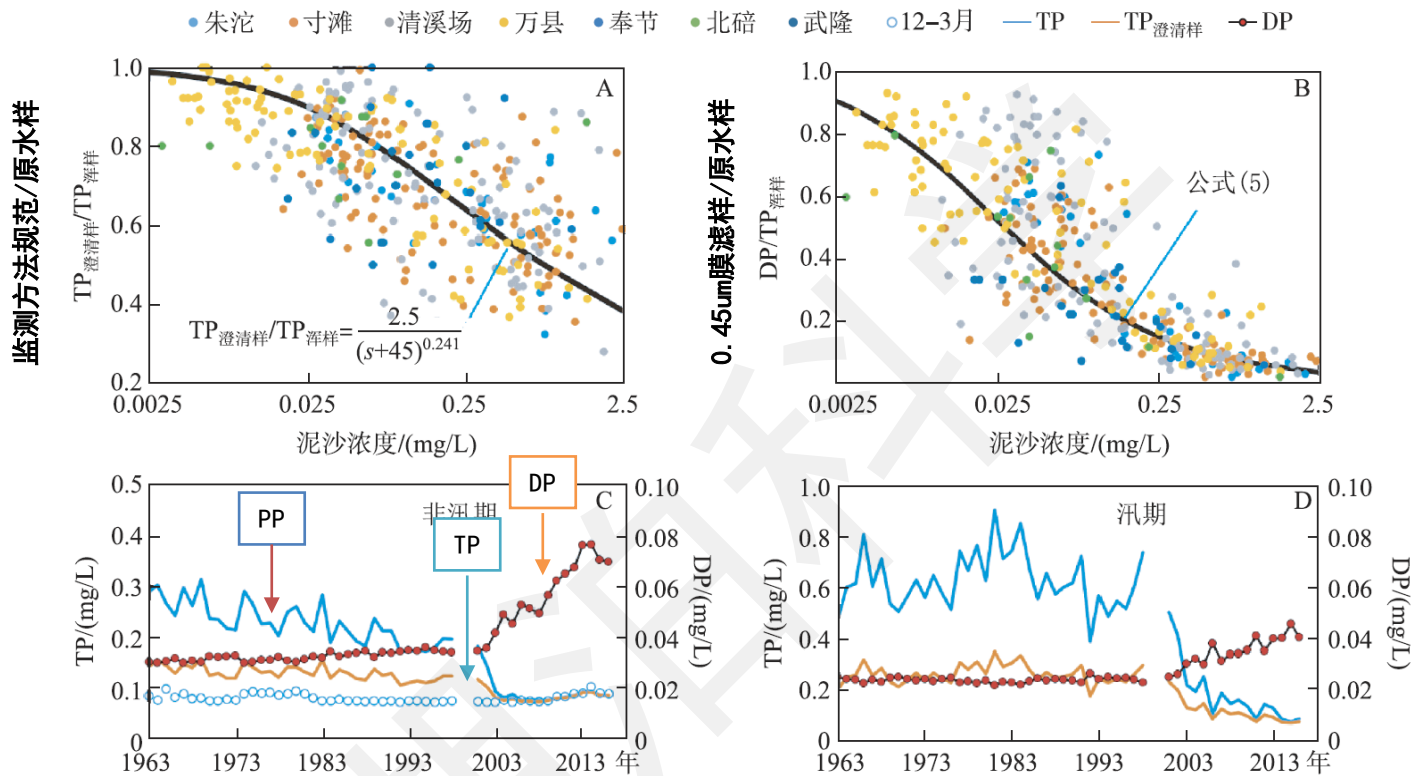 朱沱 寸滩 清溪场 万县 奉节 北碚 武隆 12–3月 TP TP澄清样 DP
监测方法规范/原水样
TP澄清样/TP浑样
1.0
0.8
0.6
0.4
0.2
A
TP澄清样/TP浑样=2.5/(s+45)^0.241
0.0025 0.025 0.25 2.5
泥沙浓度/(mg/L)
0.45um膜滤样/原水样
DP/TP浑样
1.0
0.8
0.6
0.4
0.2
B
公式(5)
0.0025 0.025 0.25 2.5
泥沙浓度/(mg/L)
TP/(mg/L)
0.5
0.4
0.3
0.2
0.1
0
非汛期
C
PP
TP
DP
0.10
0.08
0.06
0.04
0.02
0
DP/(mg/L)
1963 1973 1983 1993 2003 2013 年
TP/(mg/L)
1.0
0.8
0.6
0.4
0.2
0
汛期
D
0.10
0.08
0.06
0.04
0.02
0
DP/(mg/L)
1963 1973 1983 1993 2003 2013 年